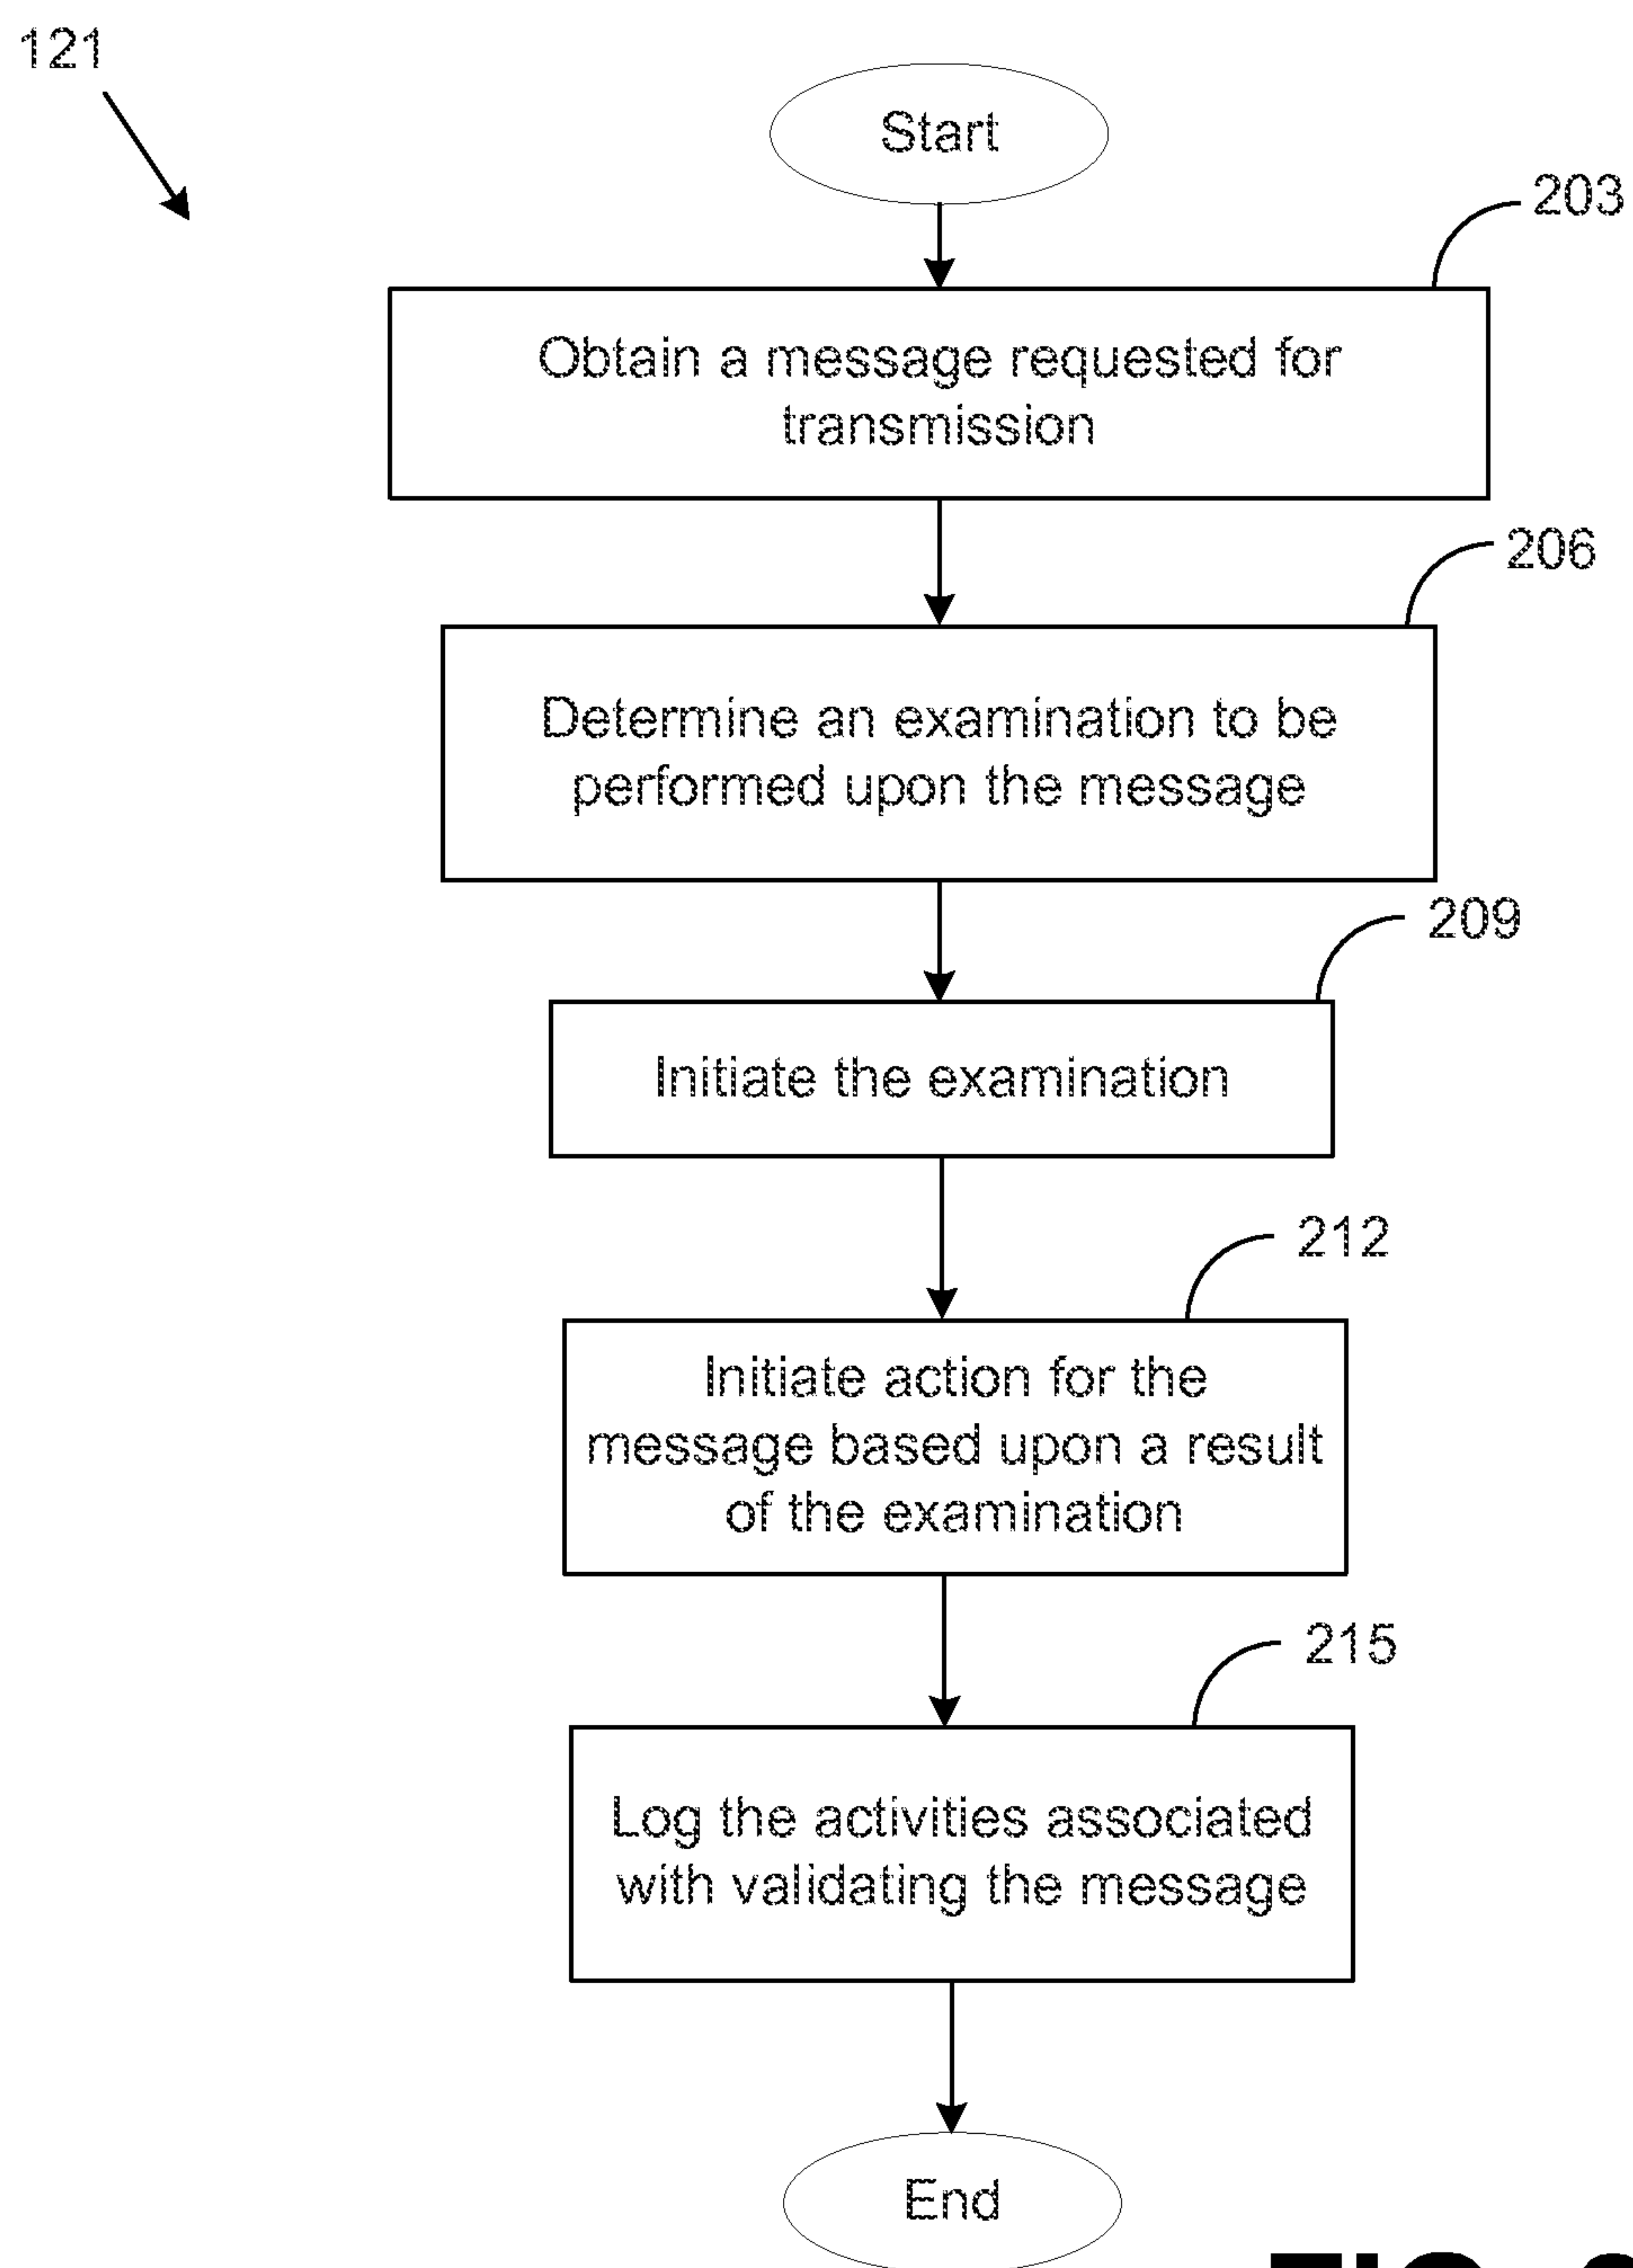 121
Start
203
Obtain a message requested for
transmission
206
Determine an examination to be
performed upon the message
209
Initiate the examination
212
Initiate action for the
message based upon a result
of the examination
215
Log the activities associated
with validating the message
End